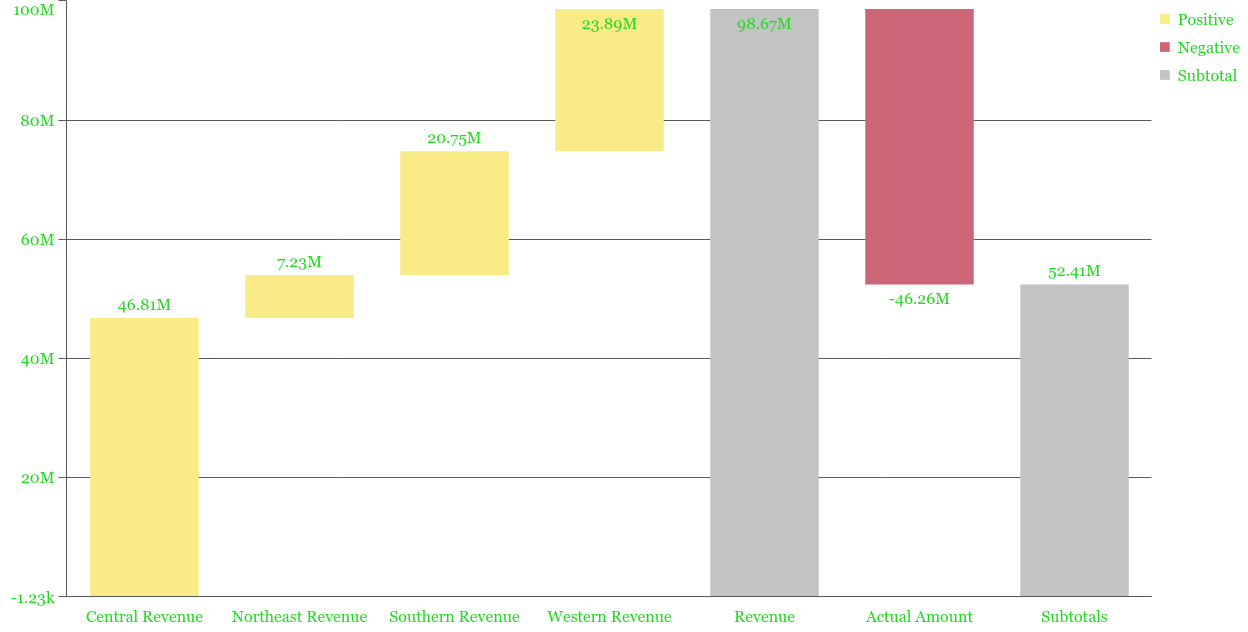 100M
80M
60M
40M
20M
-1.23k
46.81M
7.23M
20.75M
23.89M
98.67M
-46.26M
52.41M
Central Revenue
Northeast Revenue
Southern Revenue
Western Revenue
Revenue
Actual Amount
Subtotals
Positive
Negative
Subtotal